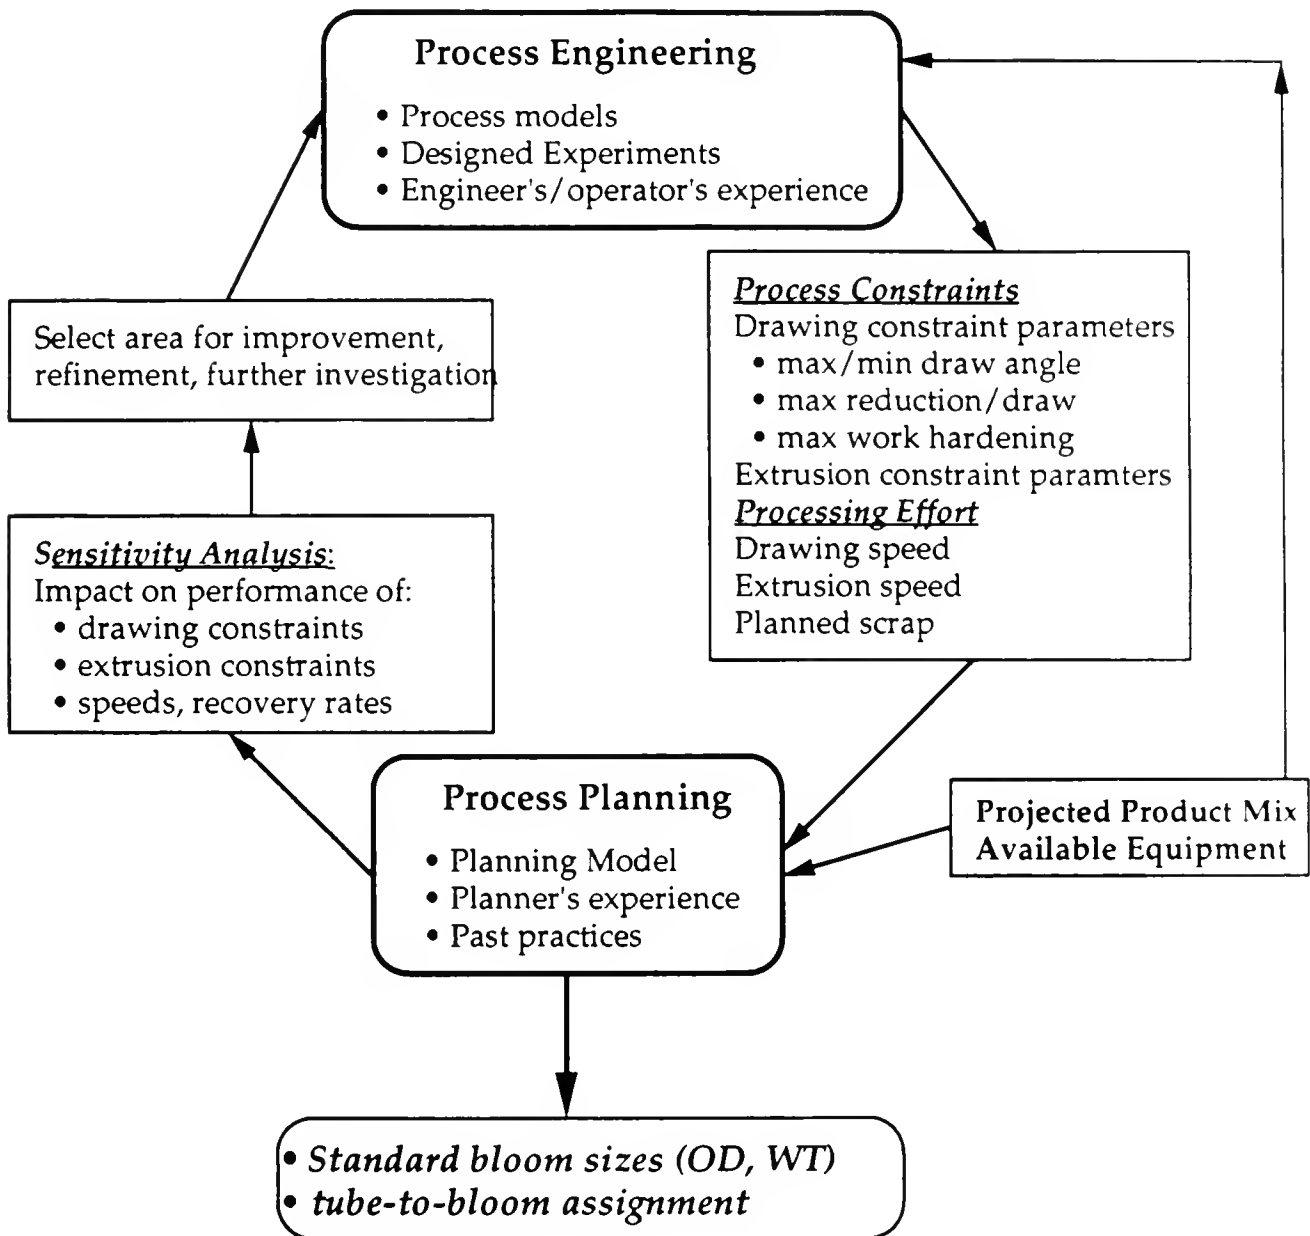 Process Engineering
• Process models
• Designed Experiments
• Engineer's/operator's experience
Process Constraints
Drawing constraint parameters
• max/min draw angle
• max reduction/draw
• max work hardening
Extrusion constraint paramters
Processing Effort
Drawing speed
Extrusion speed
Planned scrap
Select area for improvement,
refinement, further investigation
Sensitivity Analysis:
Impact on performance of:
• drawing constraints
• extrusion constraints
• speeds, recovery rates
Process Planning
• Planning Model
• Planner's experience
• Past practices
Projected Product Mix
Available Equipment
• Standard bloom sizes (OD, WT)
• tube-to-bloom assignment